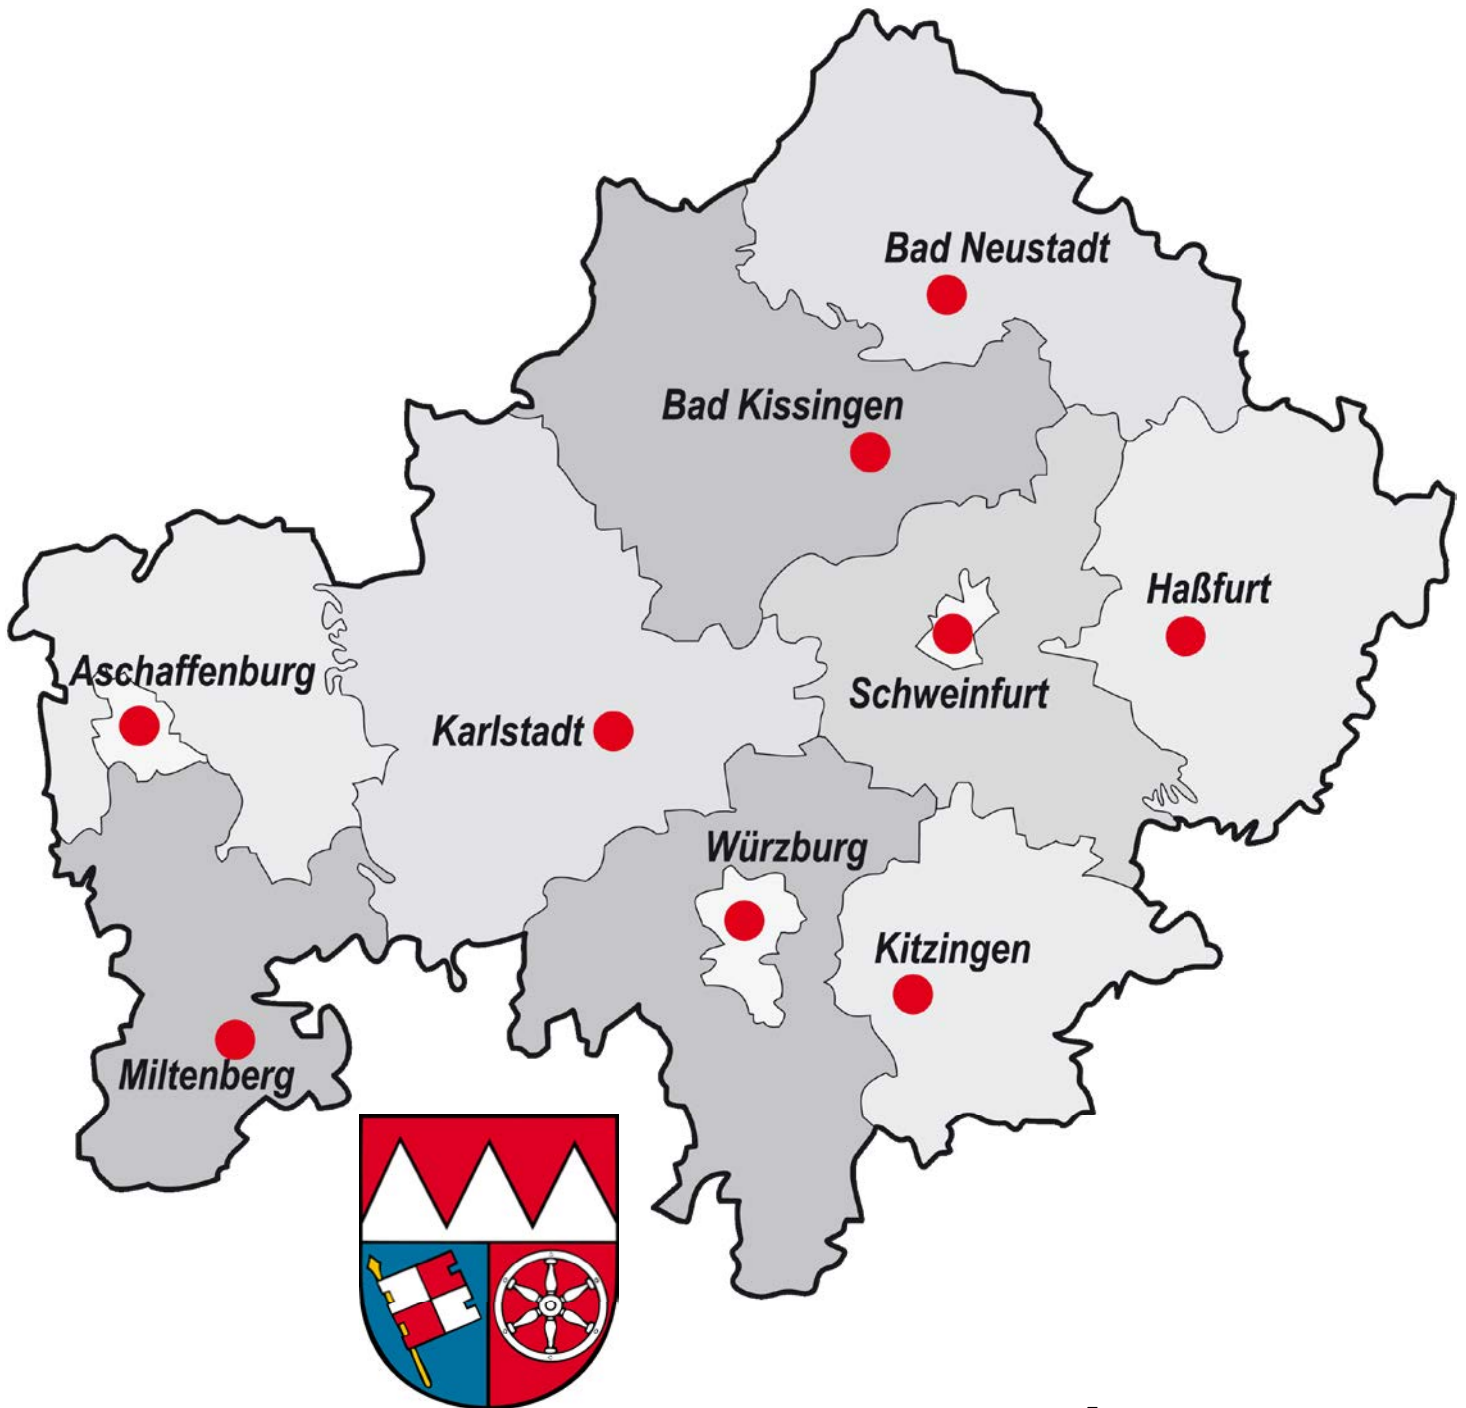 Bad Neustadt
Bad Kissingen
Haßfurt
Aschaffenburg
Schweinfurt
Karlstadt
Würzburg
Kitzingen
Miltenberg